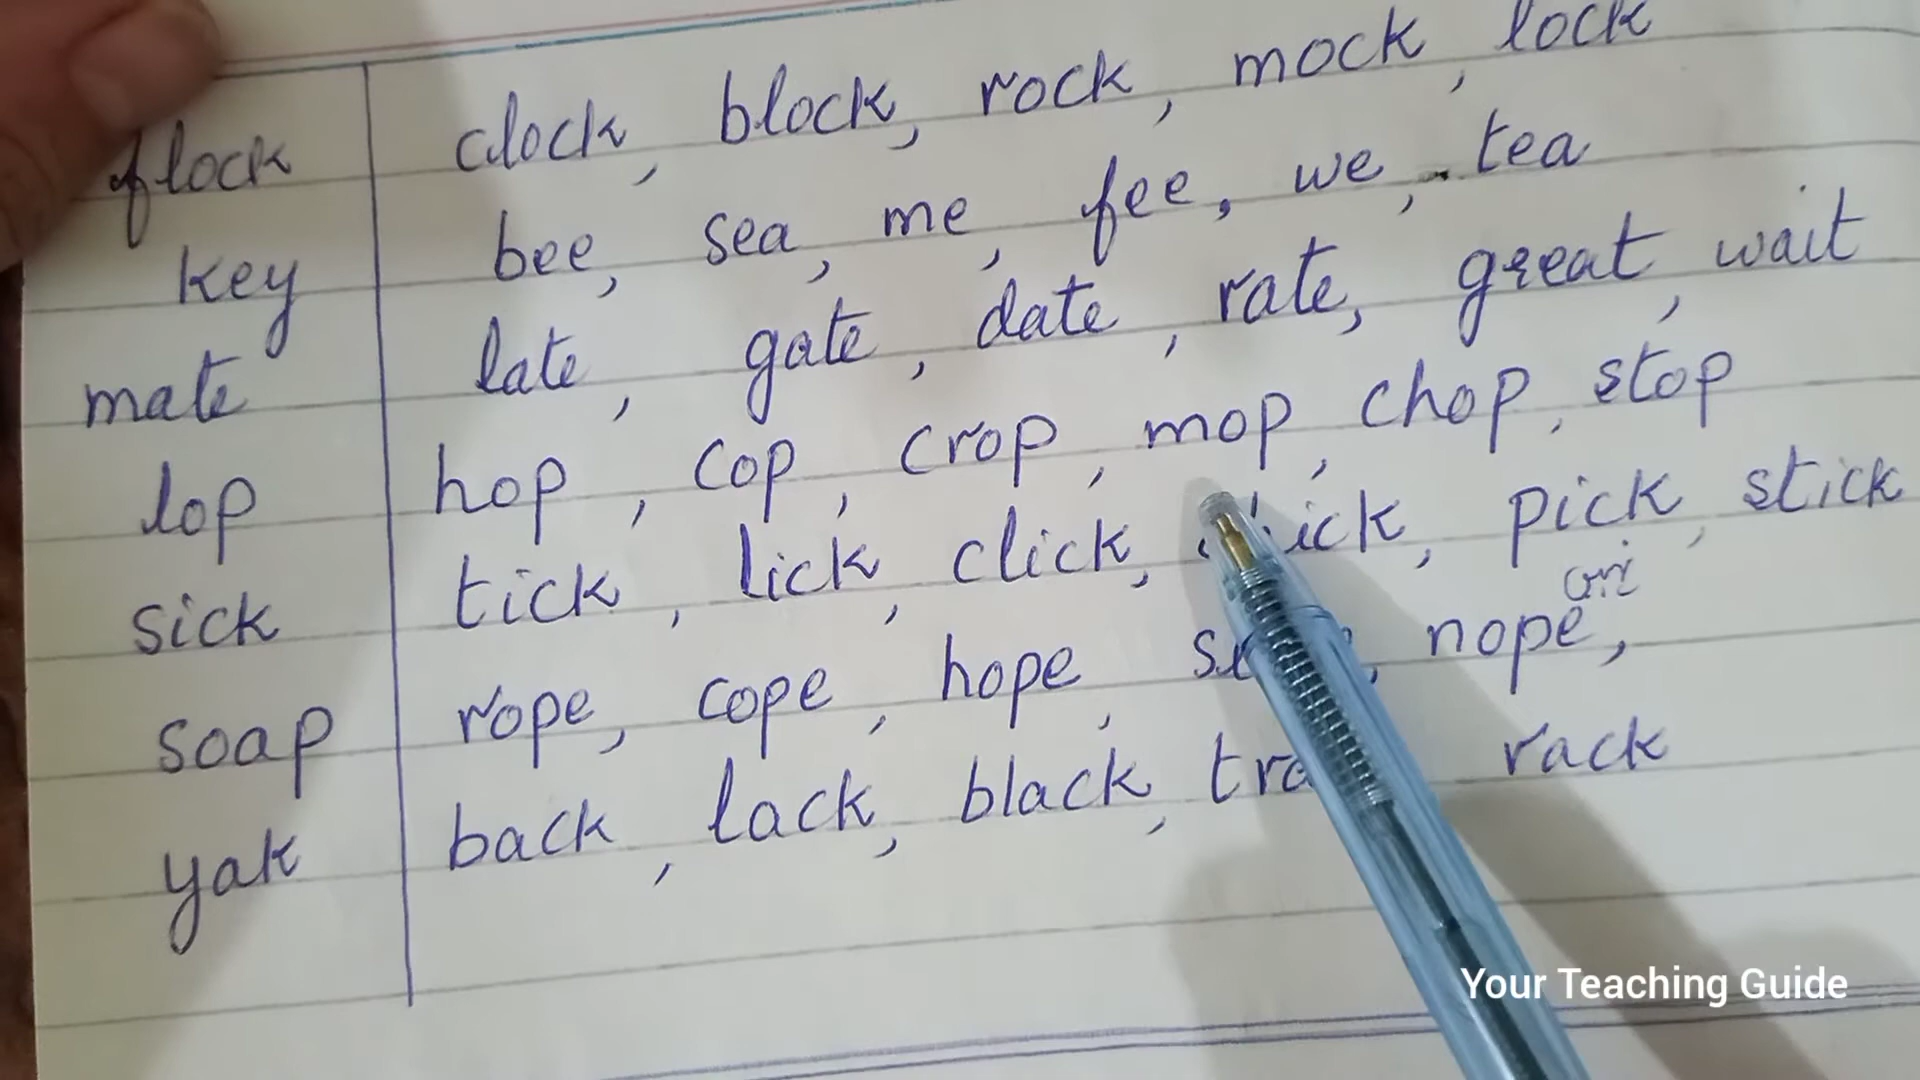 flock clock, block, rock, mock, lock
key bee, sea, me, fee, we, tea
mate late, gate, date, rate, great, wait
lop hop, cop, crop, mop, chop, stop
sick tick, lick, click, pick, stick
soap rope, cope, hope, nope,
yak back, lack, black, rack
Your Teaching Guide